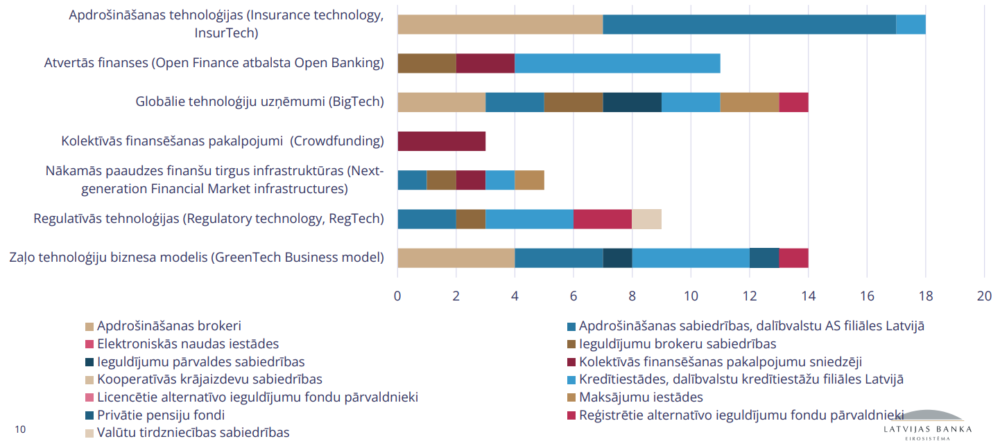 Apdrošināšanas tehnoloģijas (Insurance technology,
InsurTech)
Atvertās finanses (Open Finance atbalsta Open Banking)
Globālie tehnoloģiju uzņēmumi (BigTech)
Kolektīvās finansēšanas pakalpojumi (Crowdfunding)
Nākamās paaudzes finanšu tirgus infrastruktūras (Next-
generation Financial Market infrastructures)
Regulatīvās tehnoloģijas (Regulatory technology, RegTech)
Zaļo tehnoloģiju biznesa modelis (GreenTech Business model)
0 2 4 6 8 10 12 14 16 18 20
Apdrošināšanas brokeri
Apdrošināšanas sabiedrības, dalībvalstu AS filiāles Latvijā
Elektroniskās naudas iestādes
Ieguldījumu brokeru sabiedrības
Ieguldījumu pārvaldes sabiedrības
Kolektīvās finansēšanas pakalpojumu sniedzēji
Kooperatīvās krājaizdevu sabiedrības
Kredītiestādes, dalībvalstu kredītiestāžu filiāles Latvijā
Licencētie alternatīvo ieguldījumu fondu pārvaldnieki
Maksājumu iestādes
Privātie pensiju fondi
Reģistrētie alternatīvo ieguldījumu fondu pārvaldnieki
Valūtu tirdzniecības sabiedrības
10
LATVIJAS BANKA
EIROSISTĒMA